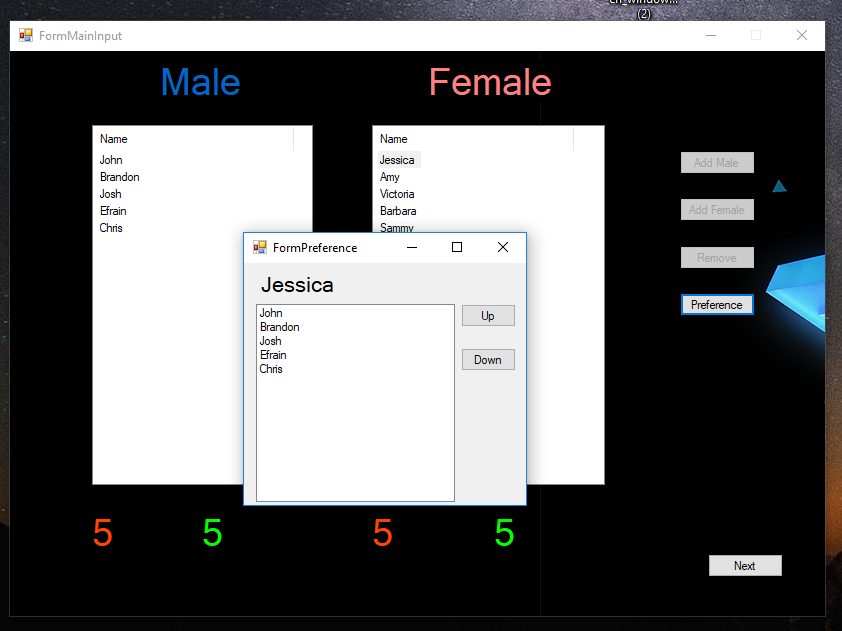 (2)
FormMainInput
Male Female
Name Name
John Jessica
Brandon Amy
Josh Victoria
Efrain Barbara
Chris Sammy
Add Male
Add Female
Remove
Preference
FormPreference
Jessica
John
Brandon
Josh
Efrain
Chris
Up
Down
5 5 5 5
Next